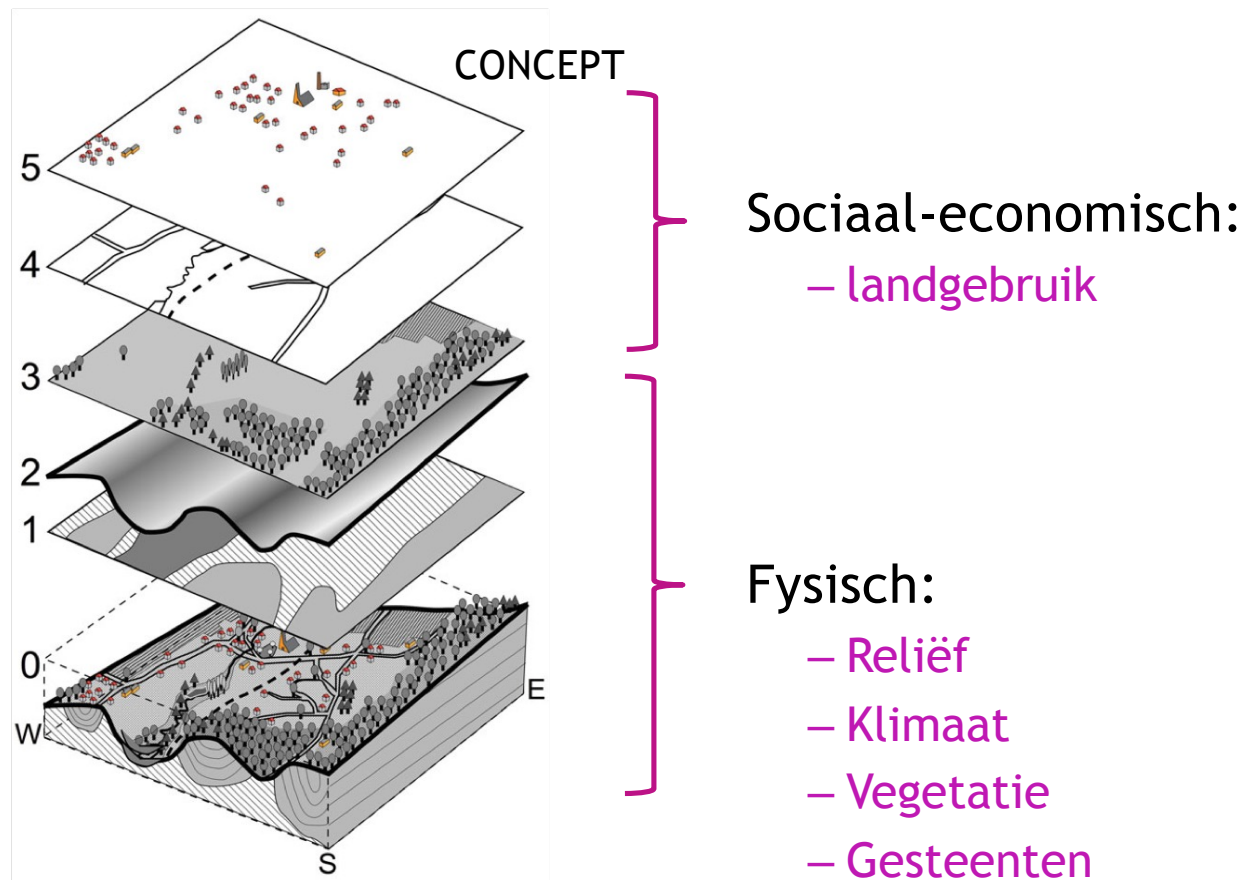 CONCEPT
5
4
3
2
1
0
W
E
S
Sociaal-economisch:
– landgebruik
Fysisch:
– Reliëf
– Klimaat
– Vegetatie
– Gesteenten